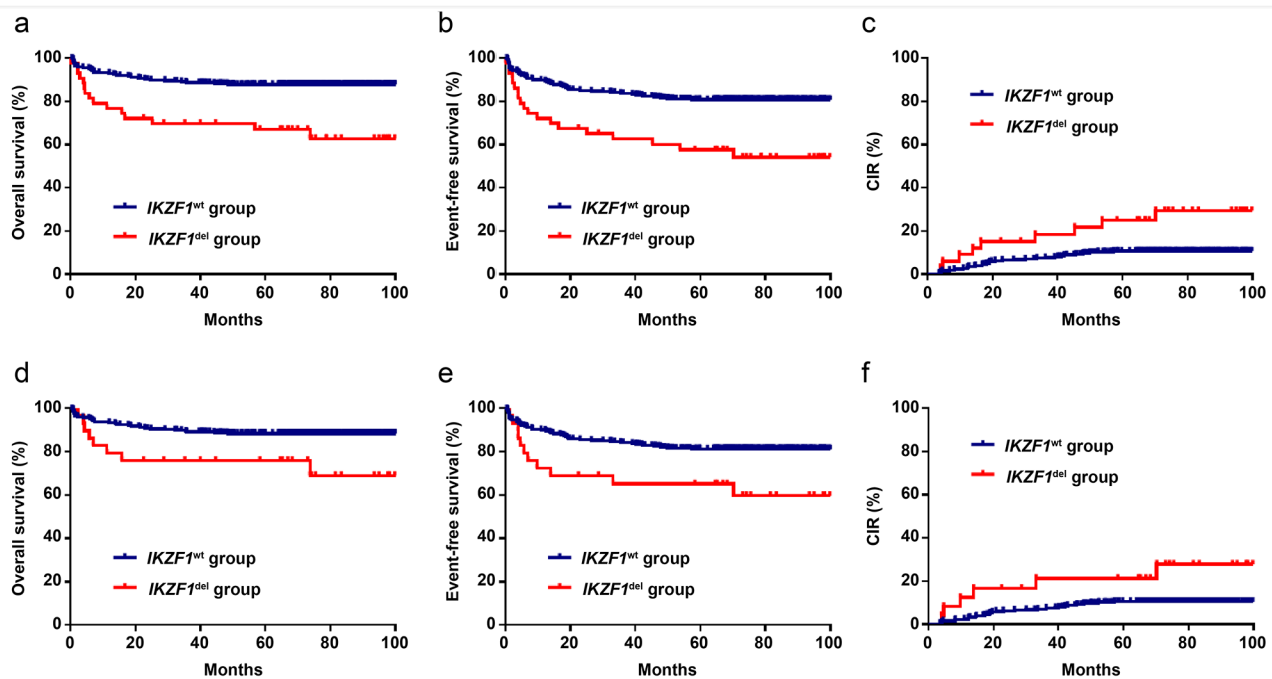 a
Overall survival (%)
100
80
60
40
20
0
IKZF1wt group
IKZF1del group
0 20 40 60 80 100
Months
b
Event-free survival (%)
100
80
60
40
20
0
IKZF1wt group
IKZF1del group
0 20 40 60 80 100
Months
c
CIR (%)
100
80
60
40
20
0
IKZF1wt group
IKZF1del group
0 20 40 60 80 100
Months
d
Overall survival (%)
100
80
60
40
20
0
IKZF1wt group
IKZF1del group
0 20 40 60 80 100
Months
e
Event-free survival (%)
100
80
60
40
20
0
IKZF1wt group
IKZF1del group
0 20 40 60 80 100
Months
f
CIR (%)
100
80
60
40
20
0
IKZF1wt group
IKZF1del group
0 20 40 60 80 100
Months